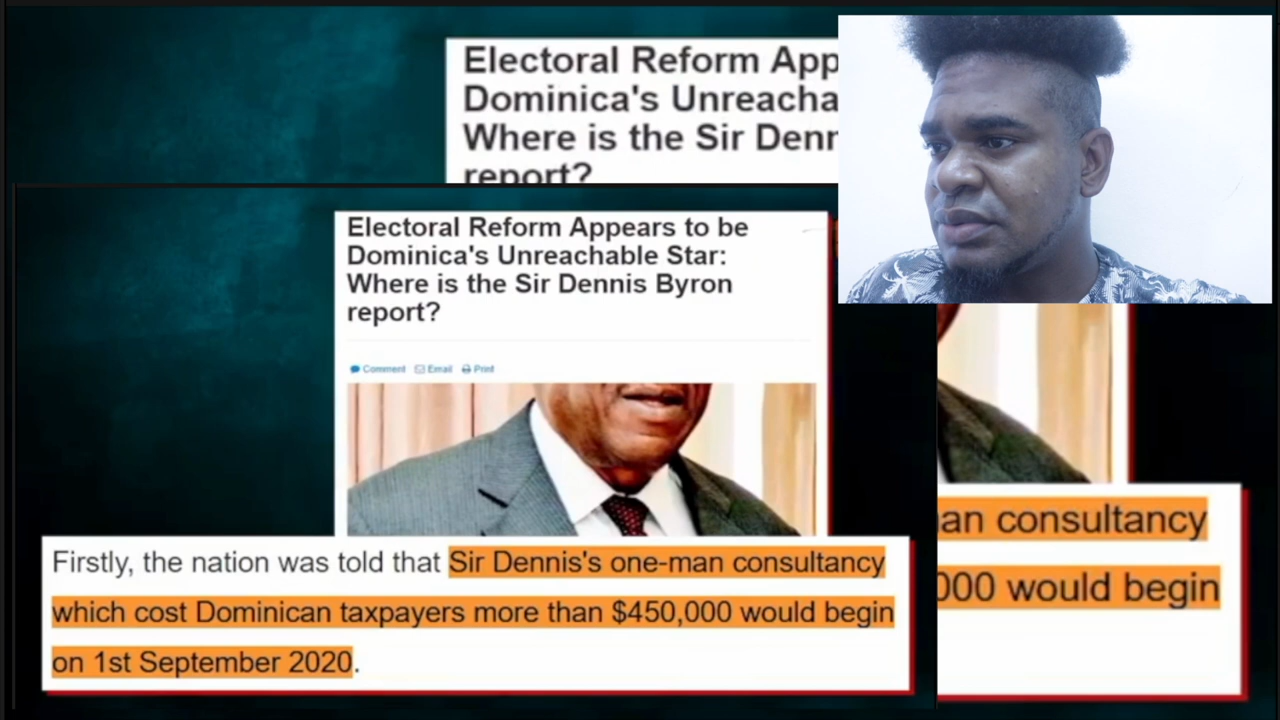 Electoral Reform App
Dominica's Unreacha
Where is the Sir Denn
report?
Electoral Reform Appears to be
Dominica's Unreachable Star:
Where is the Sir Dennis Byron
report?
Comment Email Print
Firstly, the nation was told that Sir Dennis's one-man consultancy
which cost Dominican taxpayers more than $450,000 would begin
on 1st September 2020.
an consultancy
000 would begin